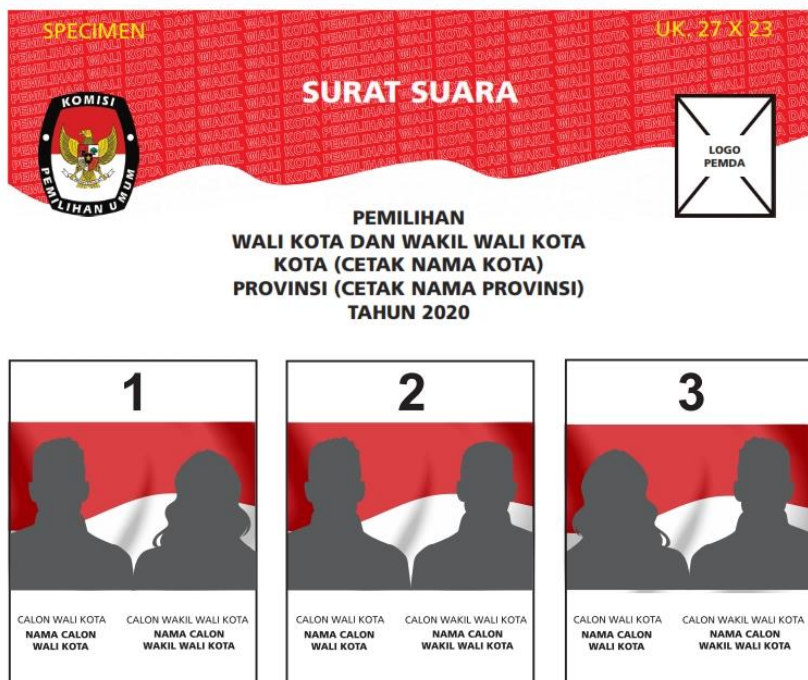 SPECIMEN
UK. 27 X 23
SURAT SUARA
KOMISI
PEMILIHAN UMUM
LOGO
PEMDA
PEMILIHAN
WALI KOTA DAN WAKIL WALI KOTA
KOTA (CETAK NAMA KOTA)
PROVINSI (CETAK NAMA PROVINSI)
TAHUN 2020
1
2
3
CALON WALI KOTA
NAMA CALON
WALI KOTA
CALON WAKIL WALI KOTA
NAMA CALON
WAKIL WALI KOTA
CALON WALI KOTA
NAMA CALON
WALI KOTA
CALON WAKIL WALI KOTA
NAMA CALON
WAKIL WALI KOTA
CALON WALI KOTA
NAMA CALON
WALI KOTA
CALON WAKIL WALI KOTA
NAMA CALON
WAKIL WALI KOTA